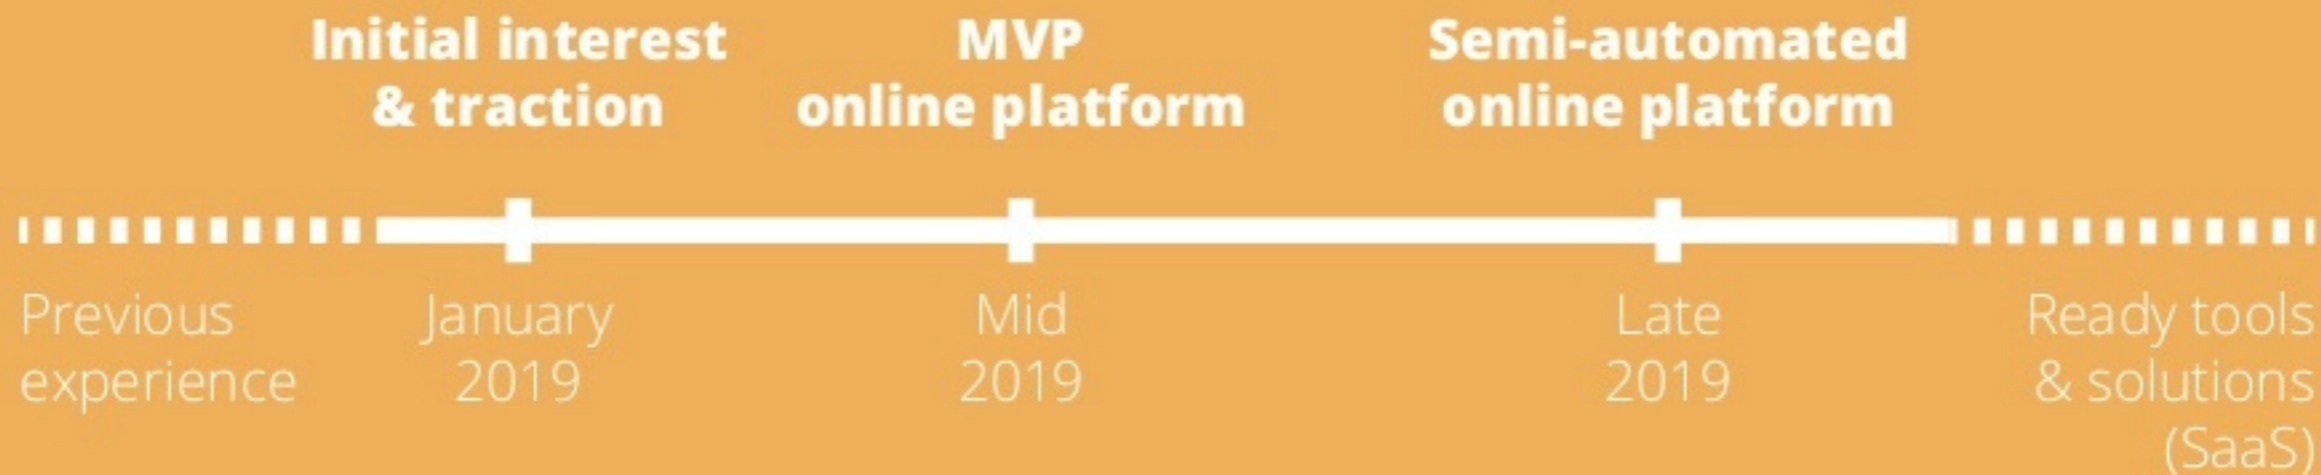 Initial interest
& traction
MVP
online platform
Semi-automated
online platform
Previous
experience
January
2019
Mid
2019
Late
2019
Ready tools
& solutions
(SaaS)